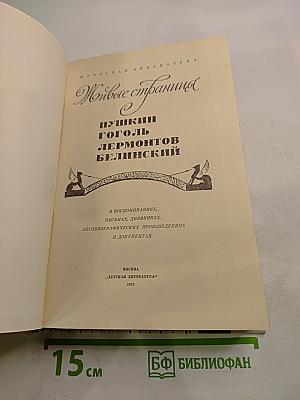 ШКОЛЬНАЯ БИБЛИОТЕКА
Живые страницы
ПУШКИН
ГОГОЛЬ
ЛЕРМОНТОВ
БЕЛИНСКИЙ
В ВОСПОМИНАНИЯХ,
ПИСЬМАХ, ДНЕВНИКАХ,
АВТОБИОГРАФИЧЕСКИХ ПРОИЗВЕДЕНИЯХ
И ДОКУМЕНТАХ
МОСКВА
„ДЕТСКАЯ ЛИТЕРАТУРА“
1972
15 см
БФ БИБЛИОФАН